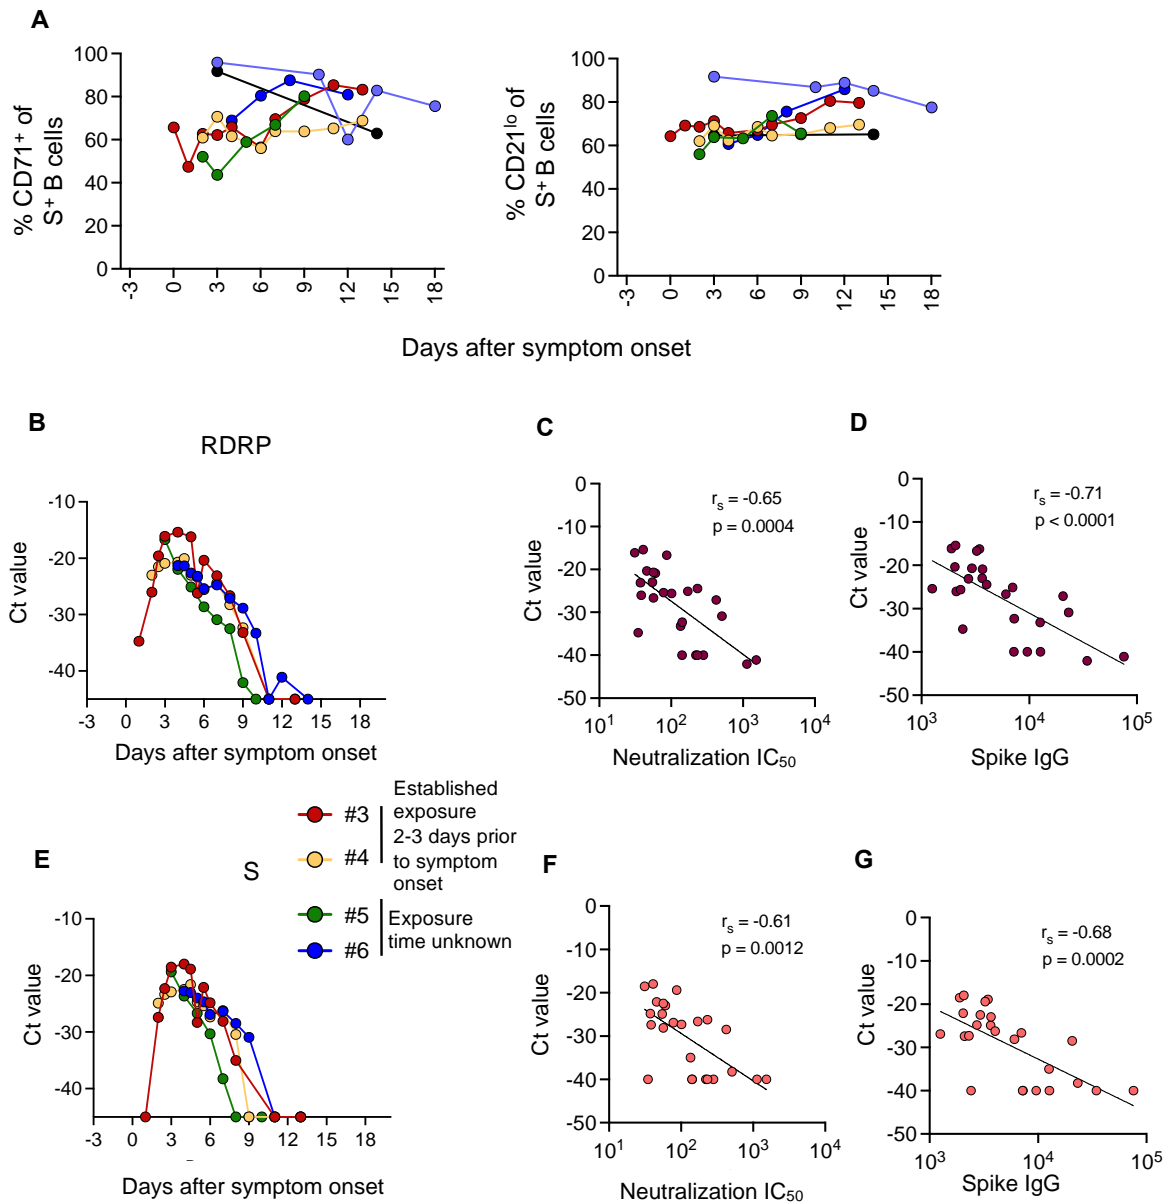 A
% CD71⁺ of
S⁺ B cells
100
80
60
40
20
0
-3
0
3
6
9
12
15
18
% CD21ˡᵒ of
S⁺ B cells
100
80
60
40
20
0
-3
0
3
6
9
12
15
18
Days after symptom onset
B
RDRP
Ct value
-10
-20
-30
-40
-3
0
3
6
9
12
15
18
Days after symptom onset
C
Ct value
0
-10
-20
-30
-40
-50
rₛ = -0.65
p = 0.0004
10¹
10²
10³
10⁴
Neutralization IC₅₀
D
Ct value
0
-10
-20
-30
-40
-50
rₛ = -0.71
p < 0.0001
10³
10⁴
10⁵
Spike IgG
#3
#4
Established
exposure
2-3 days prior
to symptom
onset
#5
#6
Exposure
time unknown
E
S
Ct value
-10
-20
-30
-40
-3
0
3
6
9
12
15
18
Days after symptom onset
F
Ct value
0
-10
-20
-30
-40
-50
rₛ = -0.61
p = 0.0012
10¹
10²
10³
10⁴
Neutralization IC₅₀
G
Ct value
0
-10
-20
-30
-40
-50
rₛ = -0.68
p = 0.0002
10³
10⁴
10⁵
Spike IgG